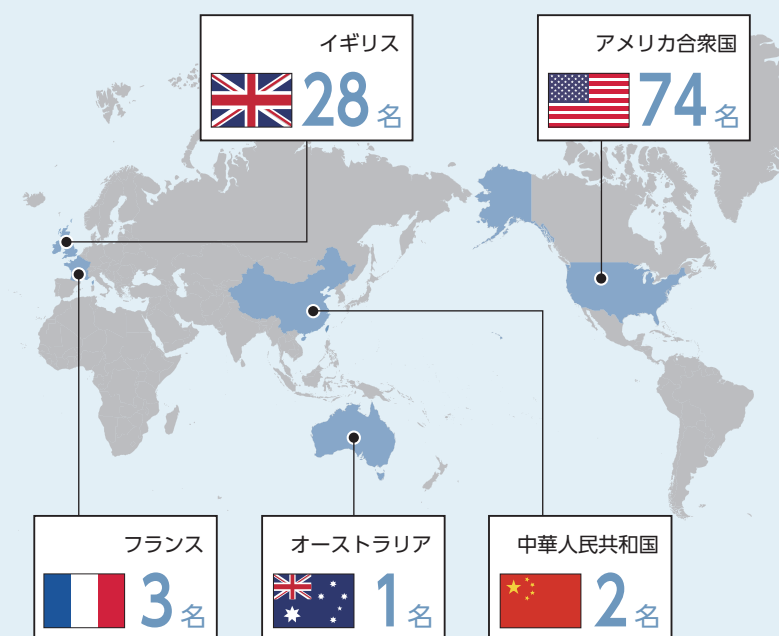 イギリス
28名
アメリカ合衆国
74名
フランス
3名
オーストラリア
1名
中華人民共和国
2名